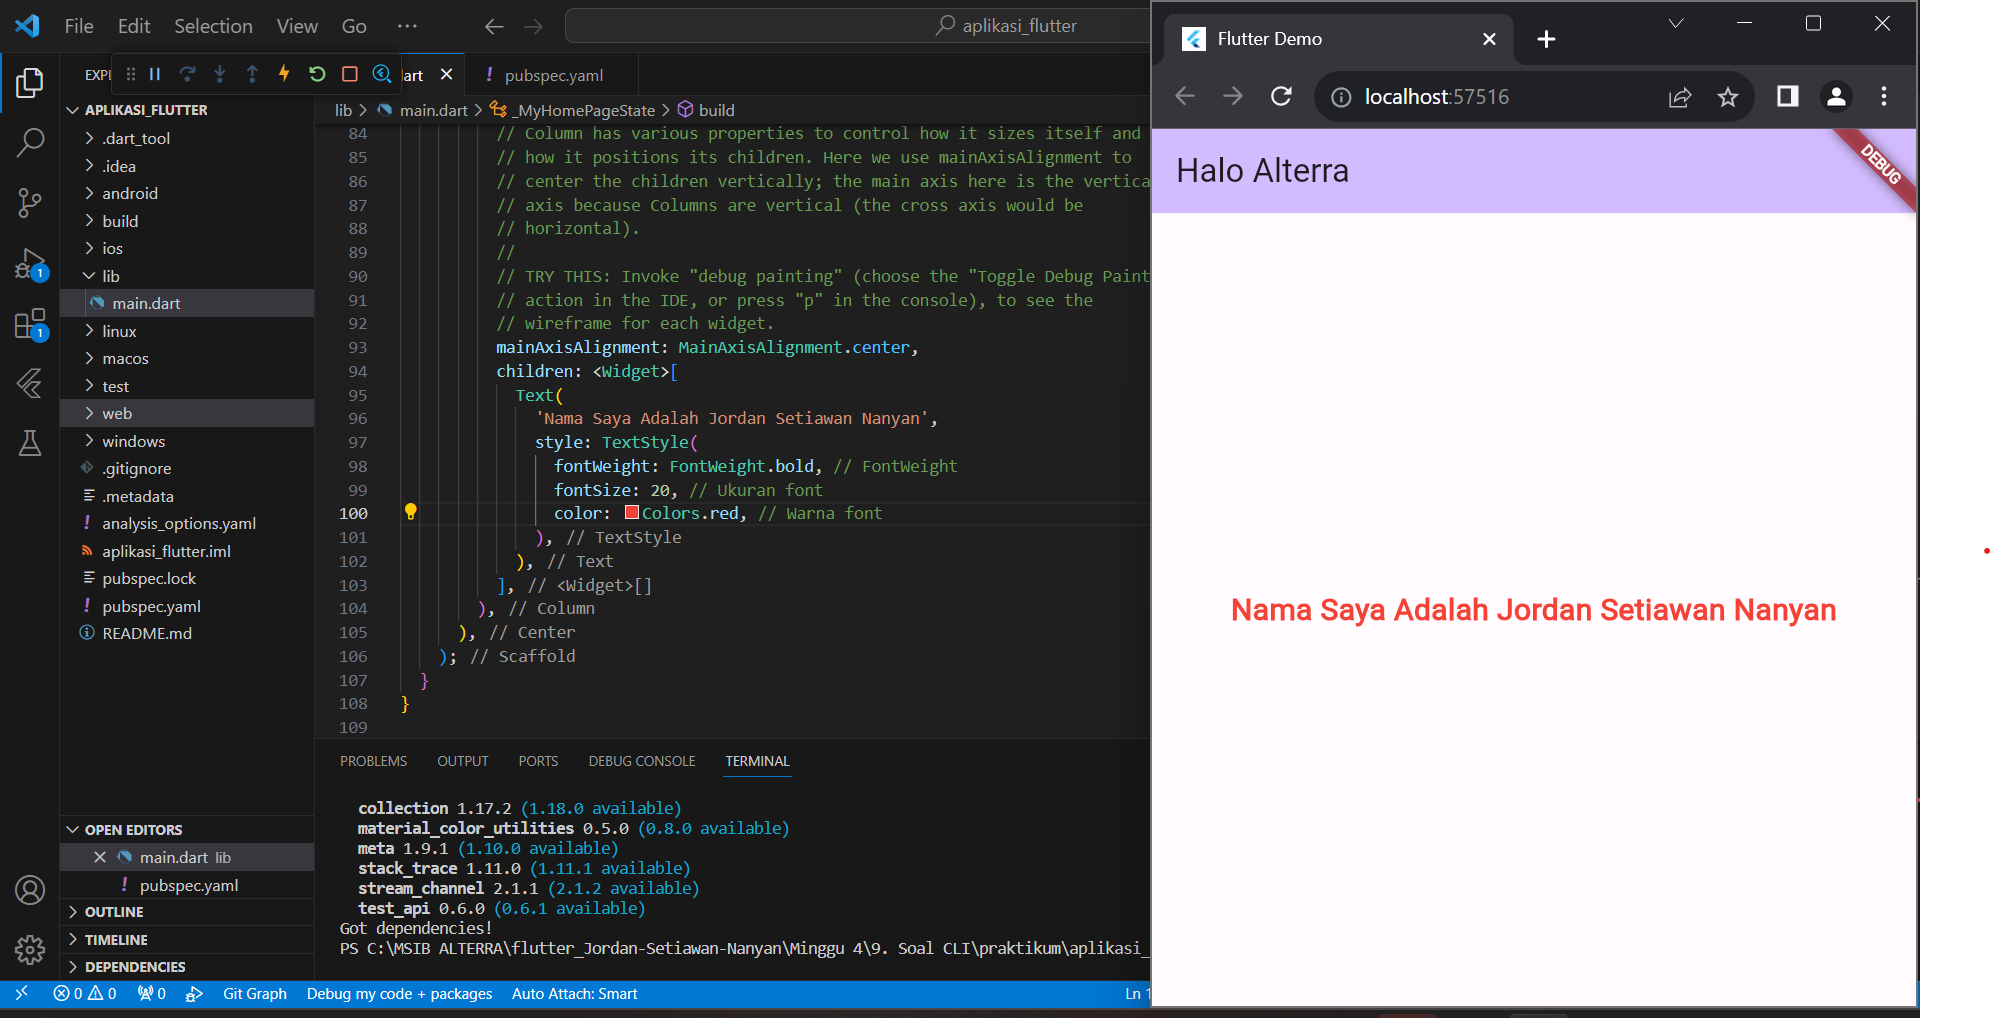 File Edit Selection View Go ··· aplikasi_flutter
EXPL
art pubspec.yaml
lib > main.dart > _MyHomePageState > build
APLIKASI_FLUTTER
.dart_tool
.idea
android
build
ios
lib
main.dart
linux
macos
test
web
windows
.gitignore
.metadata
analysis_options.yaml
aplikasi_flutter.iml
pubspec.lock
pubspec.yaml
README.md
1
1
OPEN EDITORS
main.dart lib
pubspec.yaml
OUTLINE
TIMELINE
DEPENDENCIES
84 // Column has various properties to control how it sizes itself and
85 // how it positions its children. Here we use mainAxisAlignment to
86 // center the children vertically; the main axis here is the vertica
87 // axis because Columns are vertical (the cross axis would be
88 // horizontal).
89 //
90 // TRY THIS: Invoke "debug painting" (choose the "Toggle Debug Paint
91 // action in the IDE, or press "p" in the console), to see the
92 // wireframe for each widget.
93 mainAxisAlignment: MainAxisAlignment.center,
94 children: <Widget>[
95 Text(
96 'Nama Saya Adalah Jordan Setiawan Nanyan',
97 style: TextStyle(
98 fontWeight: FontWeight.bold, // FontWeight
99 fontSize: 20, // Ukuran font
100 color: Colors.red, // Warna font
101 ), // TextStyle
102 ), // Text
103 ], // <Widget>[]
104 ), // Column
105 ), // Center
106 ); // Scaffold
107 }
108 }
109
PROBLEMS OUTPUT PORTS DEBUG CONSOLE TERMINAL
collection 1.17.2 (1.18.0 available)
material_color_utilities 0.5.0 (0.8.0 available)
meta 1.9.1 (1.10.0 available)
stack_trace 1.11.0 (1.11.1 available)
stream_channel 2.1.1 (2.1.2 available)
test_api 0.6.0 (0.6.1 available)
Got dependencies!
PS C:\MSIB ALTERRA\flutter_Jordan-Setiawan-Nanyan\Minggu 4\9. Soal CLI\praktikum\aplikasi_
0 0 0 Git Graph Debug my code + packages Auto Attach: Smart Ln 1
Flutter Demo
localhost:57516
Halo Alterra
DEBUG
Nama Saya Adalah Jordan Setiawan Nanyan